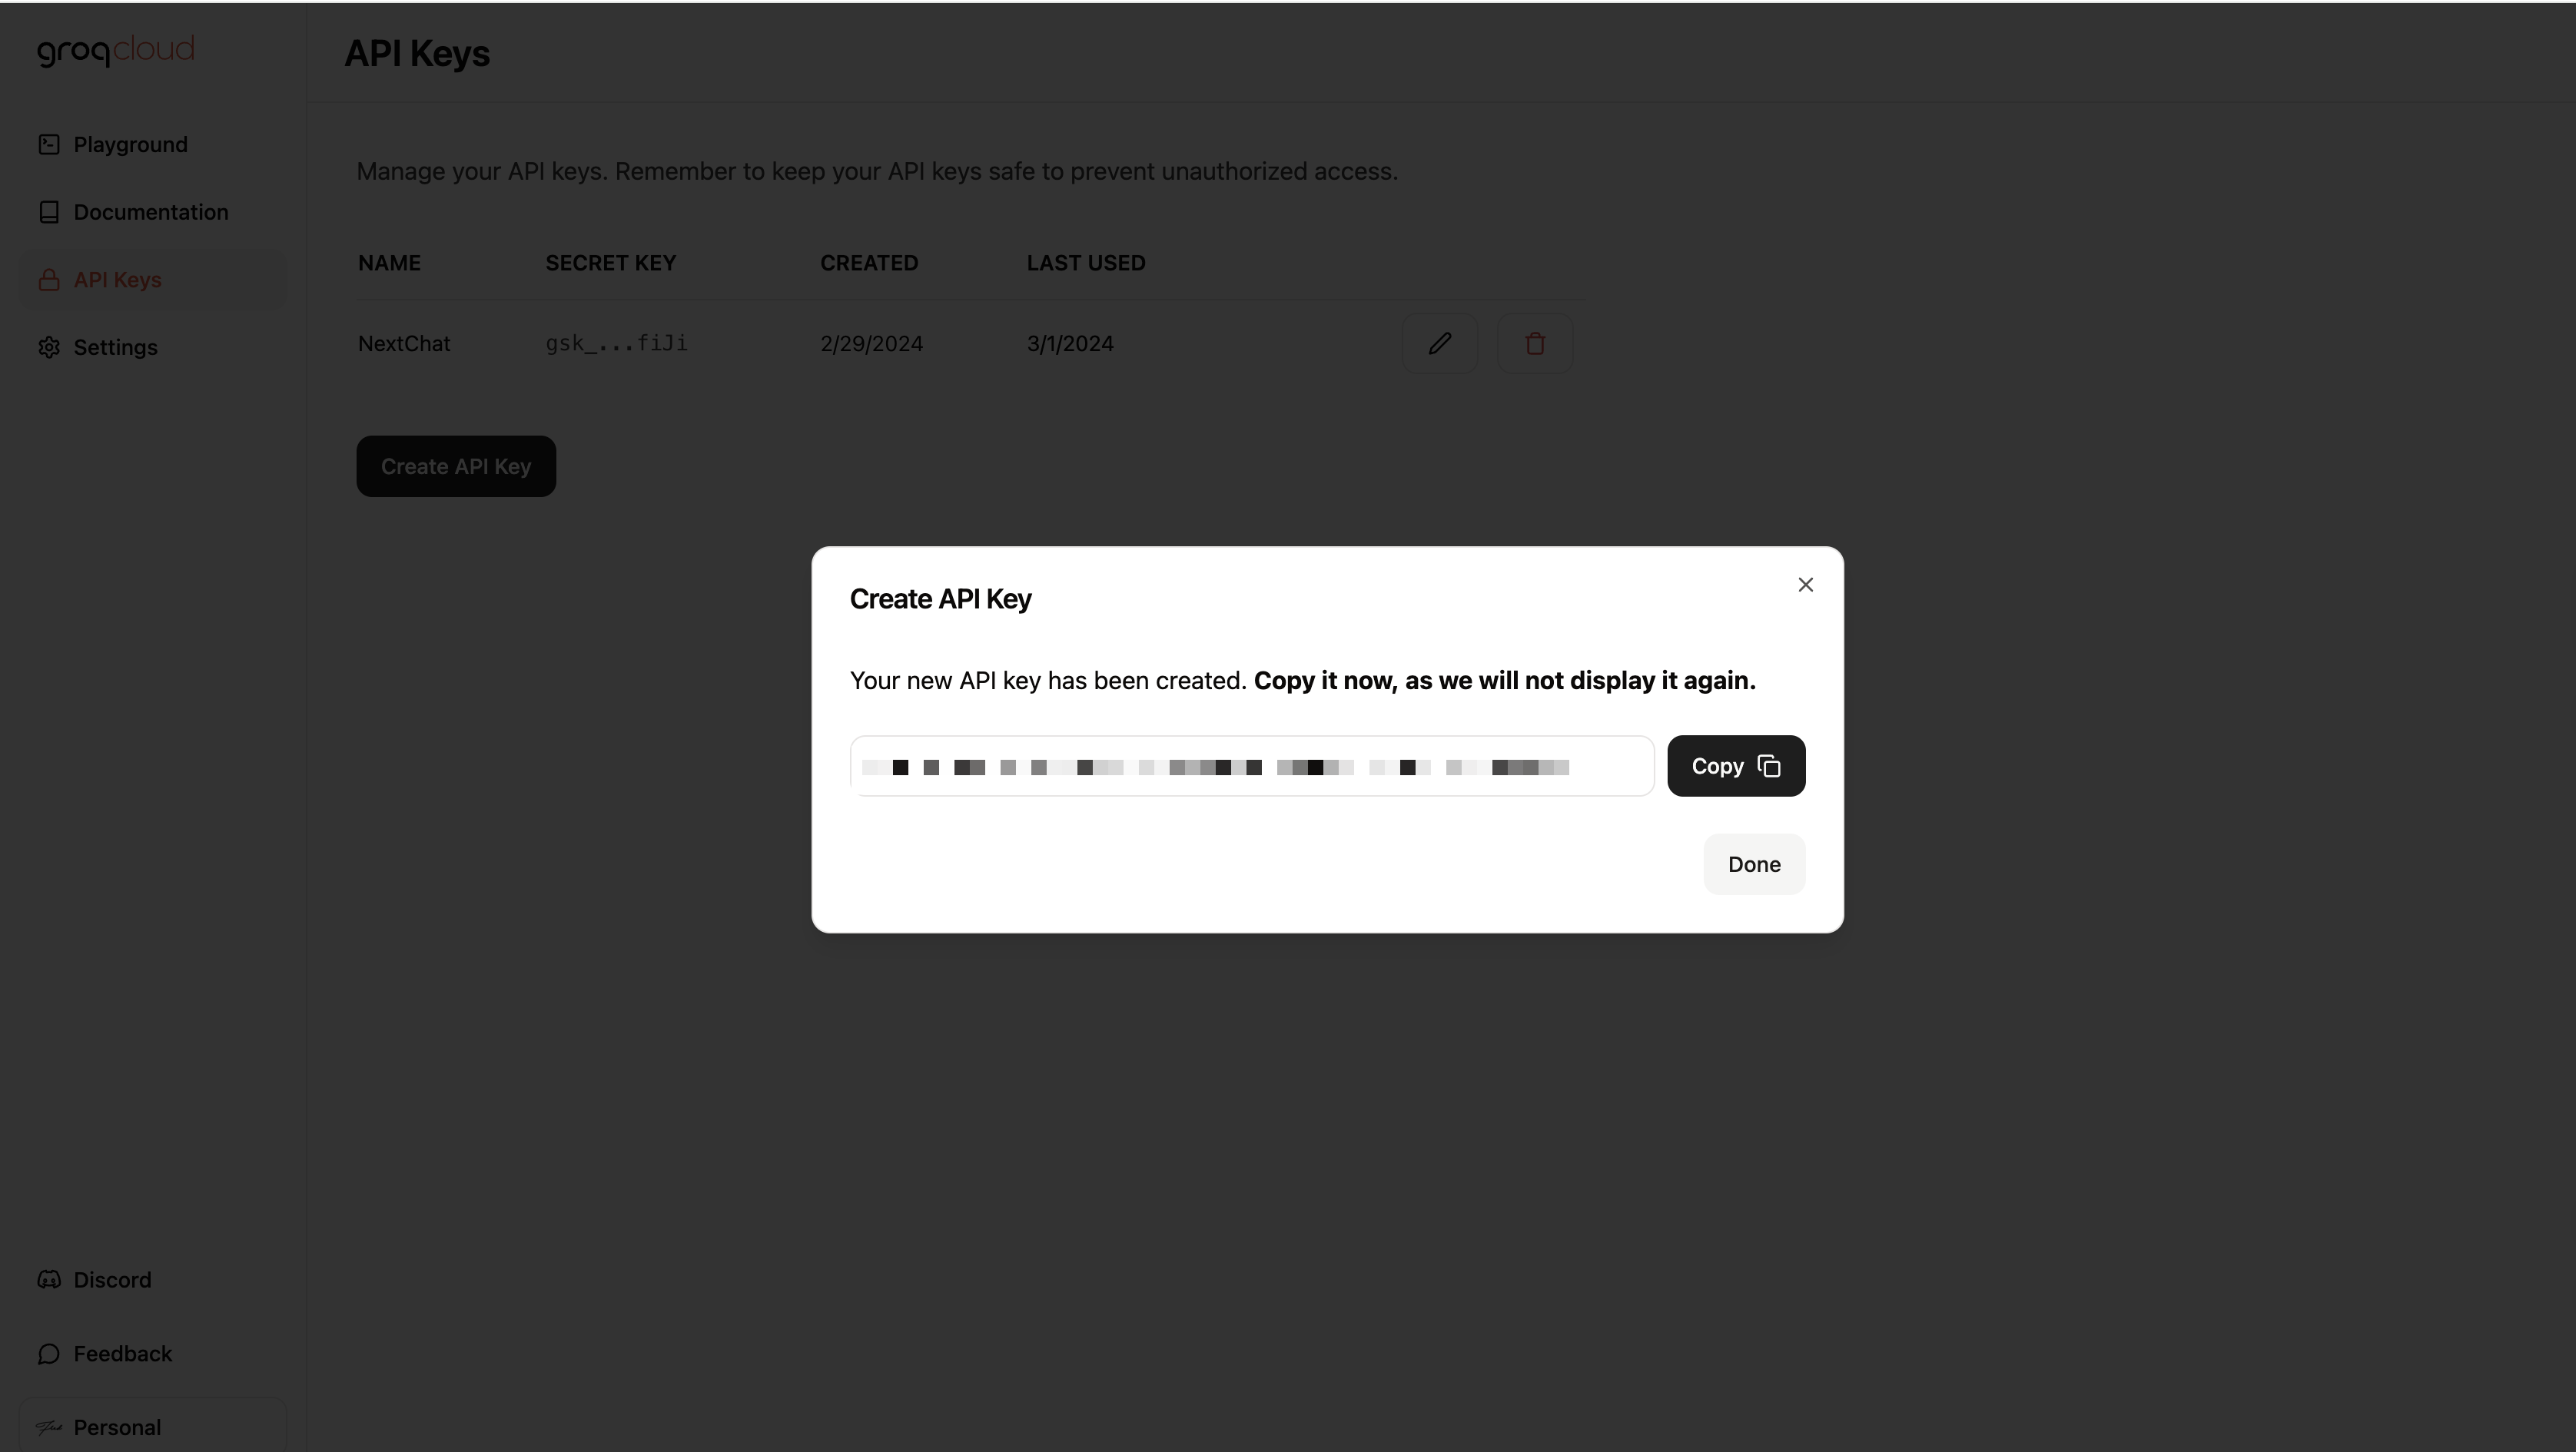 groqcloud
API Keys
Playground
Documentation
API Keys
Settings
Manage your API keys. Remember to keep your API keys safe to prevent unauthorized access.
NAME SECRET KEY CREATED LAST USED
NextChat gsk_...fiJi 2/29/2024 3/1/2024
Create API Key
Create API Key
Your new API key has been created. Copy it now, as we will not display it again.
Copy
Done
Discord
Feedback
Personal